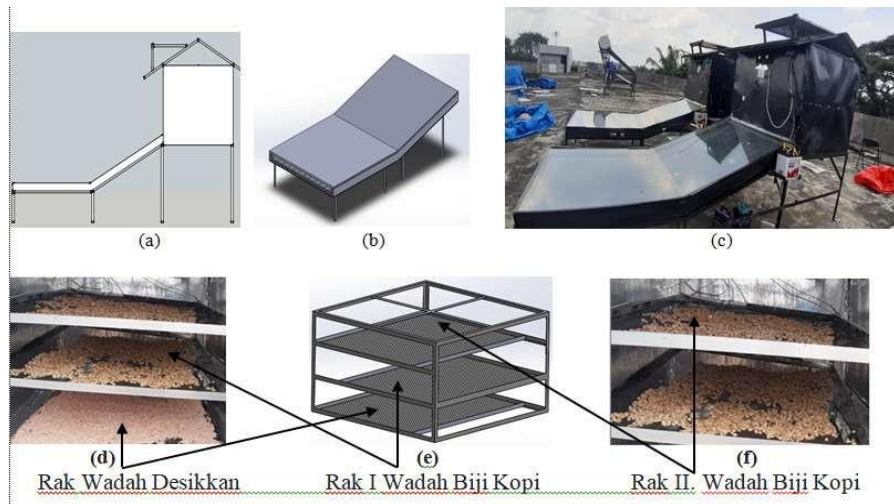 (a) (b) (c)
(d) (e) (f)
Rak Wadah Desikkan Rak I Wadah Biji Kopi Rak II. Wadah Biji Kopi